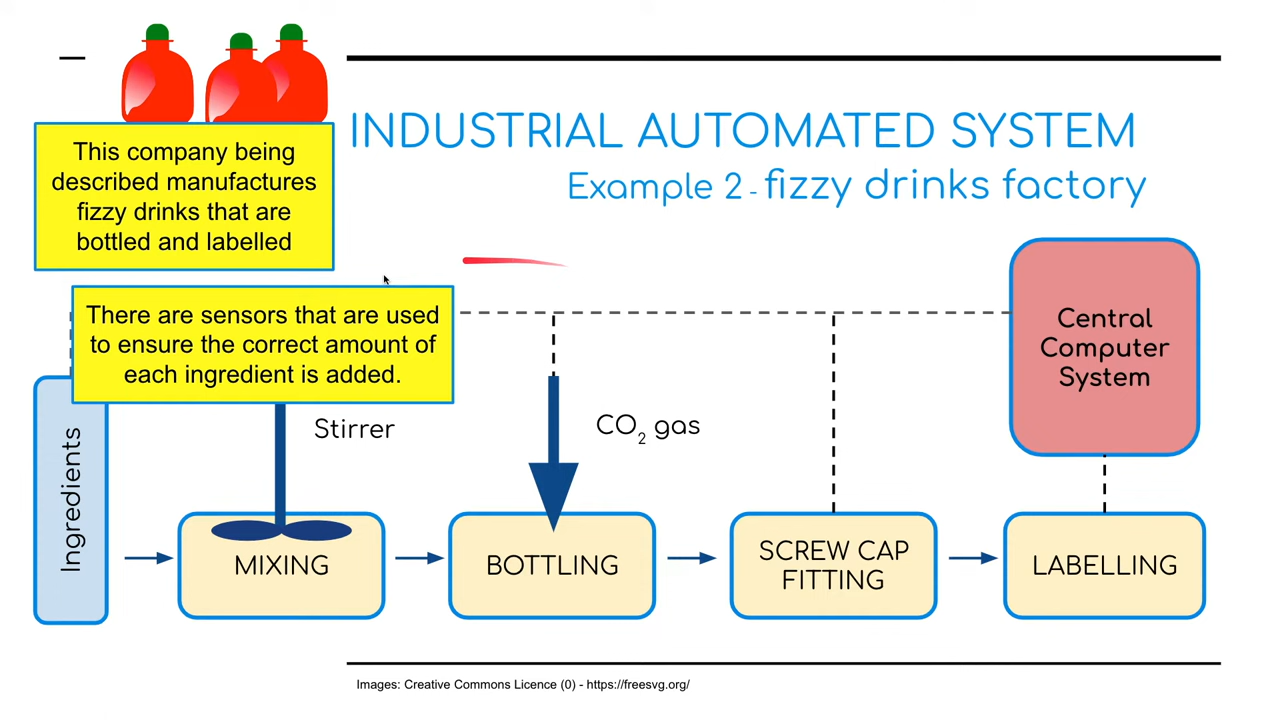 This company being
described manufactures
fizzy drinks that are
bottled and labelled
INDUSTRIAL AUTOMATED SYSTEM
Example 2 - fizzy drinks factory
There are sensors that are used
to ensure the correct amount of
each ingredient is added.
Central
Computer
System
Stirrer
CO2 gas
Ingredients
MIXING
BOTTLING
SCREW CAP
FITTING
LABELLING
Images: Creative Commons Licence (0) - https://freesvg.org/